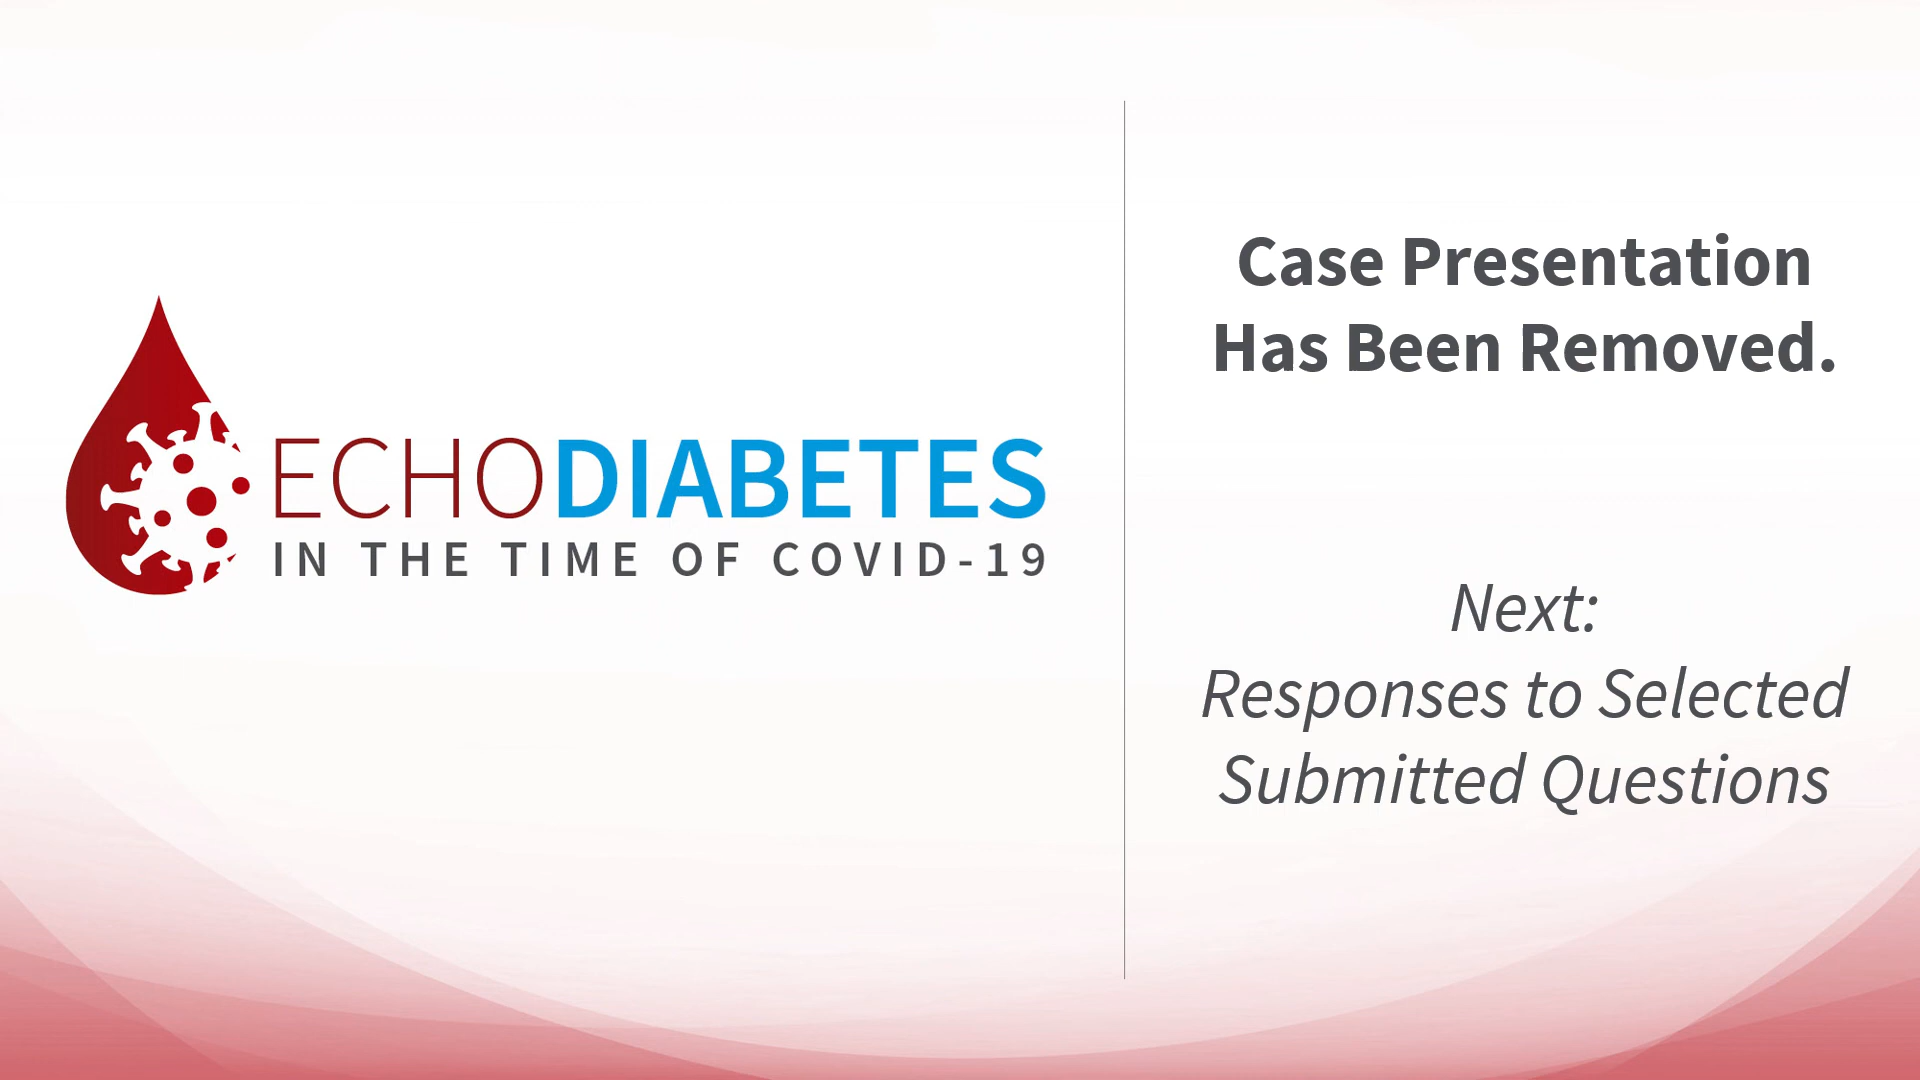 ECHODIABETES
IN THE TIME OF COVID-19
Case Presentation
Has Been Removed.
Next:
Responses to Selected
Submitted Questions